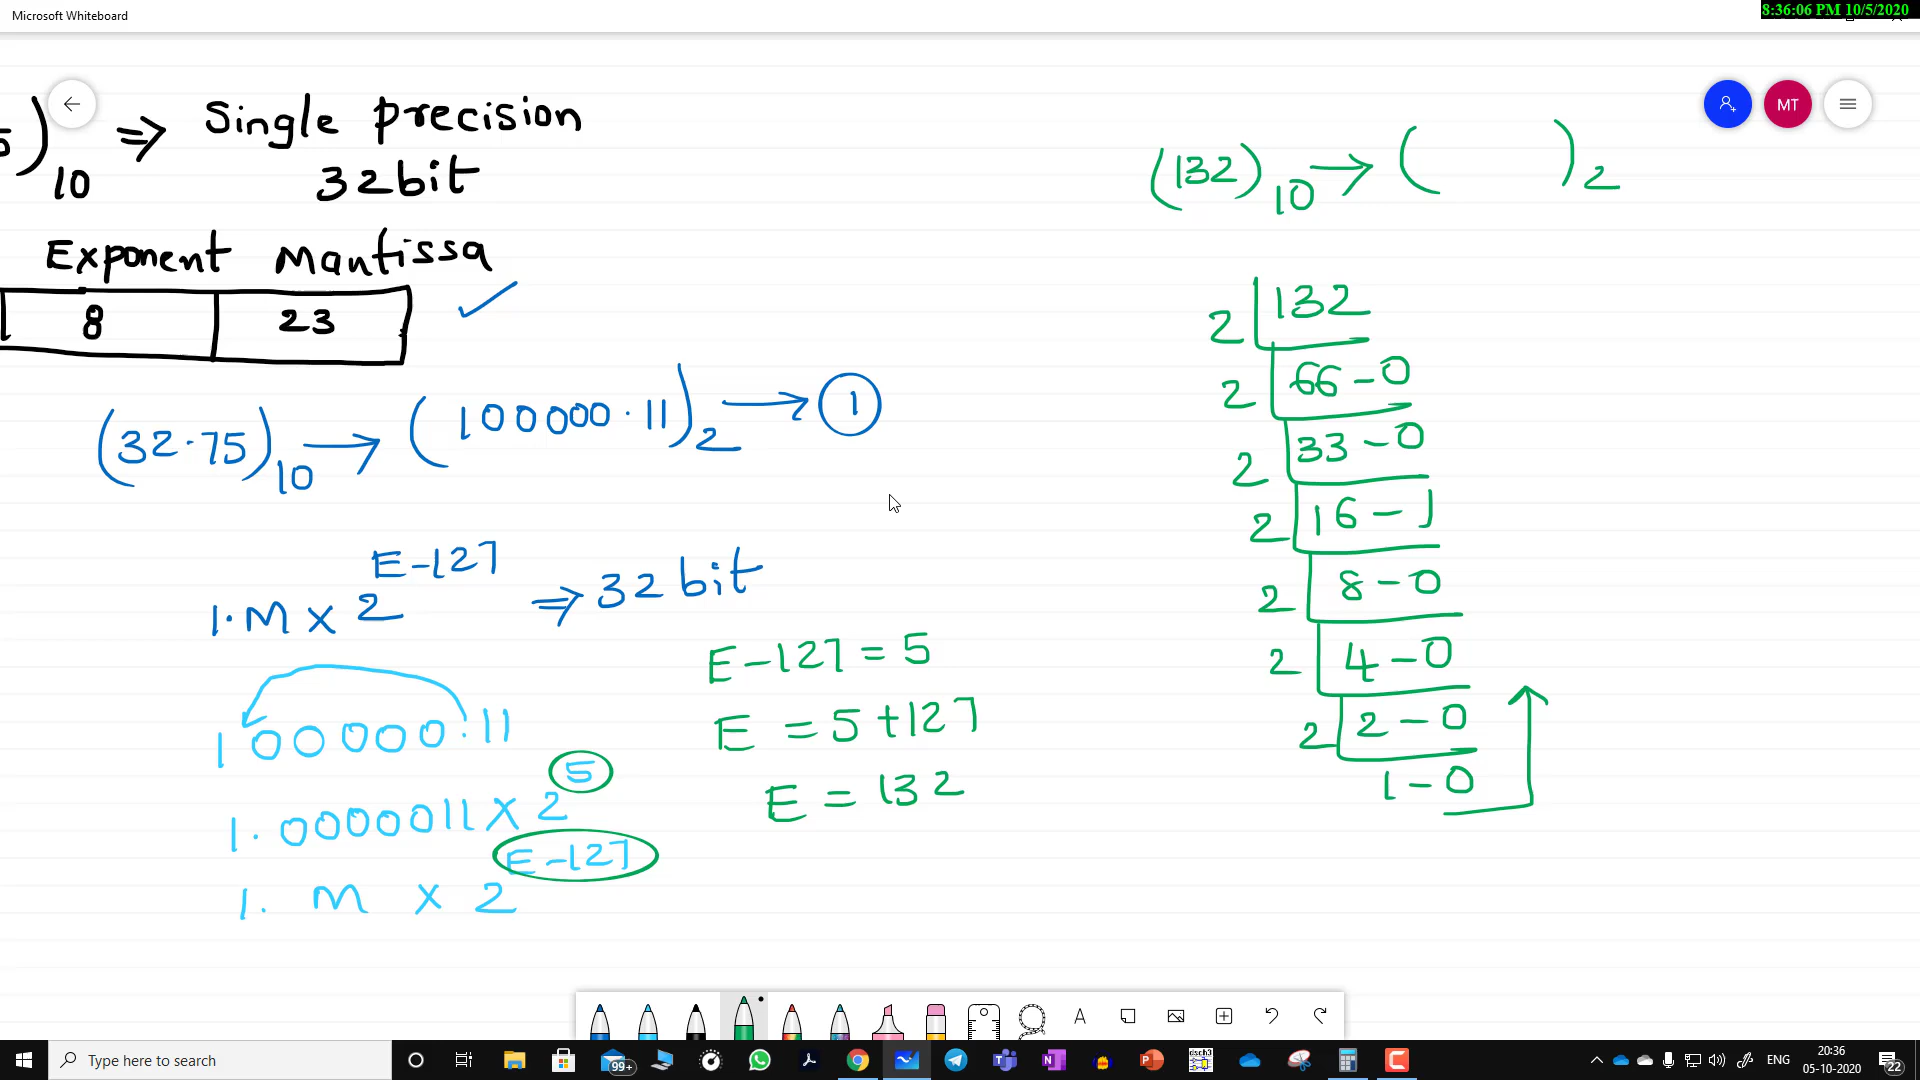 Microsoft Whiteboard
8:36:06 PM 10/5/2020
5)10 ⇒ Single precision
32bit
MT
Exponent Mantissa
8 23 ✓
(32.75)10 → (100000.11)2 → 1
1.M x 2^E-127 ⇒ 32 bit
100000.11
1.0000011 x 2^5
1. M x 2^E-127
E-127 = 5
E = 5+127
E = 132
(132)10 → ( )2
2 132
2 66-0
2 33-0
2 16-1
2 8-0
2 4-0
2 2-0
1-0
A
Type here to search
99+
ENG
20:36
05-10-2020
22